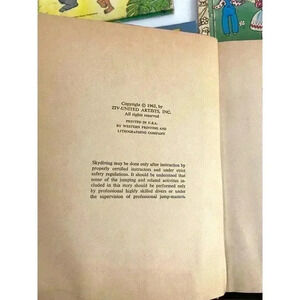 Copyright © 1962, by
ZIV-UNITED ARTISTS, INC.
All rights reserved
PRINTED IN U.S.A.
BY WESTERN PRINTING AND
LITHOGRAPHING COMPANY
Skydiving may be done only after instruction by
properly certified instructors and under strict
safety regulations. It should be understood that
some of the jumping and related activities in-
cluded in this story should be performed only
by professional highly skilled divers or under
the supervision of professional jump-masters.